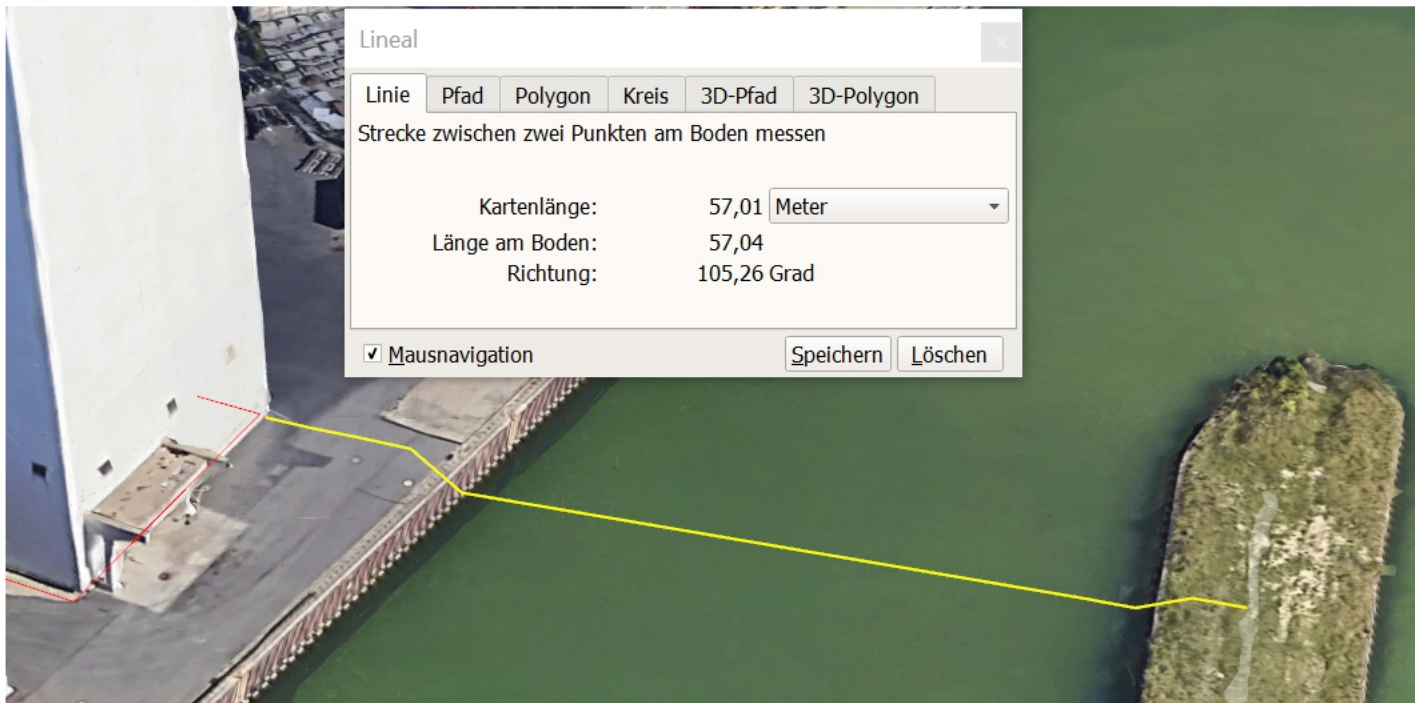 Lineal
Linie Pfad Polygon Kreis 3D-Pfad 3D-Polygon
Strecke zwischen zwei Punkten am Boden messen
Kartenlänge: 57,01 Meter
Länge am Boden: 57,04
Richtung: 105,26 Grad
Mausnavigation Speichern Löschen